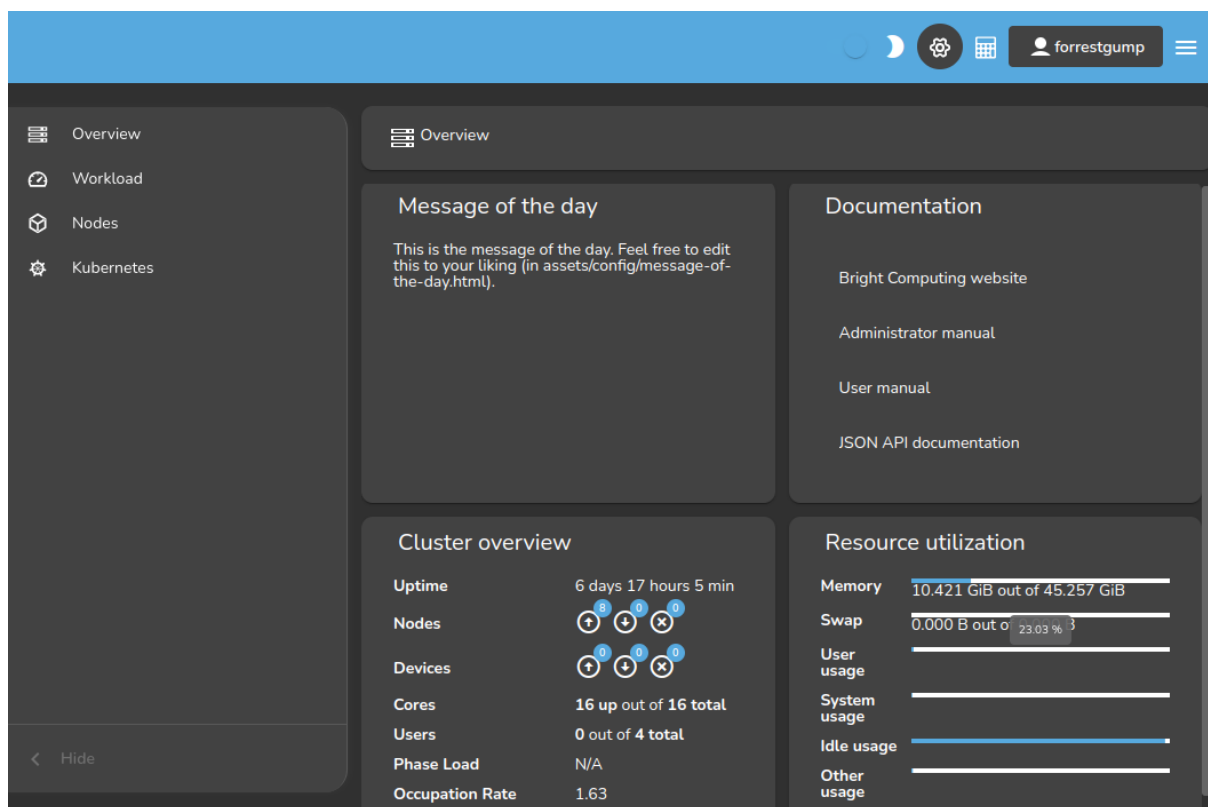 forrestgump
Overview
Workload
Nodes
Kubernetes
Hide
Overview
Message of the day
This is the message of the day. Feel free to edit
this to your liking (in assets/config/message-of-
the-day.html).
Documentation
Bright Computing website
Administrator manual
User manual
JSON API documentation
Cluster overview
Uptime 6 days 17 hours 5 min
Nodes 8 0 0
Devices 0 0 0
Cores 16 up out of 16 total
Users 0 out of 4 total
Phase Load N/A
Occupation Rate 1.63
Resource utilization
Memory 10.421 GiB out of 45.257 GiB
Swap 0.000 B out of B
23.03 %
User
usage
System
usage
Idle usage
Other
usage